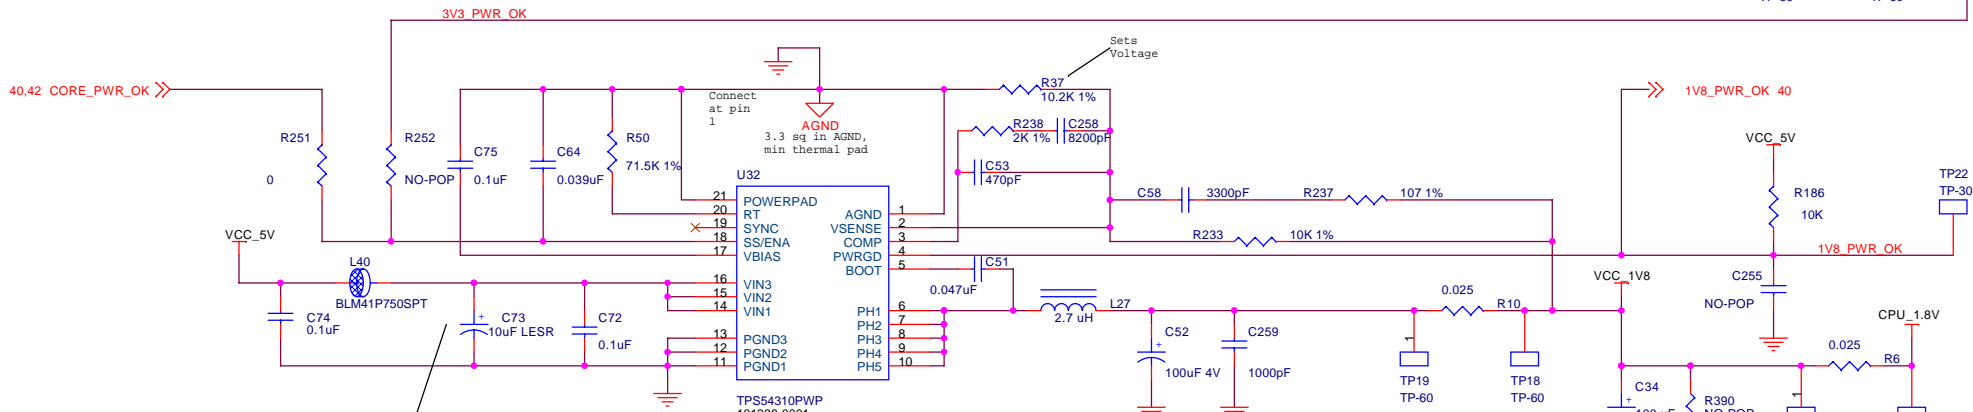 3V3_PWR_OK
Sets
Voltage
40,42 CORE_PWR_OK
R37
10.2K 1%
1V8_PWR_OK 40
Connect
at pin
1
AGND
3.3 sq in AGND,
min thermal pad
R251
0
R252
NO-POP
C75
0.1uF
C64
0.039uF
R50
71.5K 1%
R238
2K 1%
C258
8200pF
C53
470pF
VCC_5V
R186
10K
TP22
TP-30
U32
21 POWERPAD
20 RT
19 SYNC
18 SS/ENA
17 VBIAS
16 VIN3
15 VIN2
14 VIN1
13 PGND3
12 PGND2
11 PGND1
AGND 1
VSENSE 2
COMP 3
PWRGD 4
BOOT 5
PH1 6
PH2 7
PH3 8
PH4 9
PH5 10
TPS54310PWP
C58
3300pF
R237
107 1%
R233
10K 1%
1V8_PWR_OK
C51
0.047uF
VCC_5V
L40
BLM41P750SPT
C74
0.1uF
C73
+
10uF LESR
C72
0.1uF
L27
2.7 uH
C52
+
100uF 4V
C259
1000pF
0.025
R10
1
TP19
TP-60
TP18
TP-60
VCC_1V8
C255
NO-POP
CPU_1.8V
0.025
R6
C34
+
R390
1